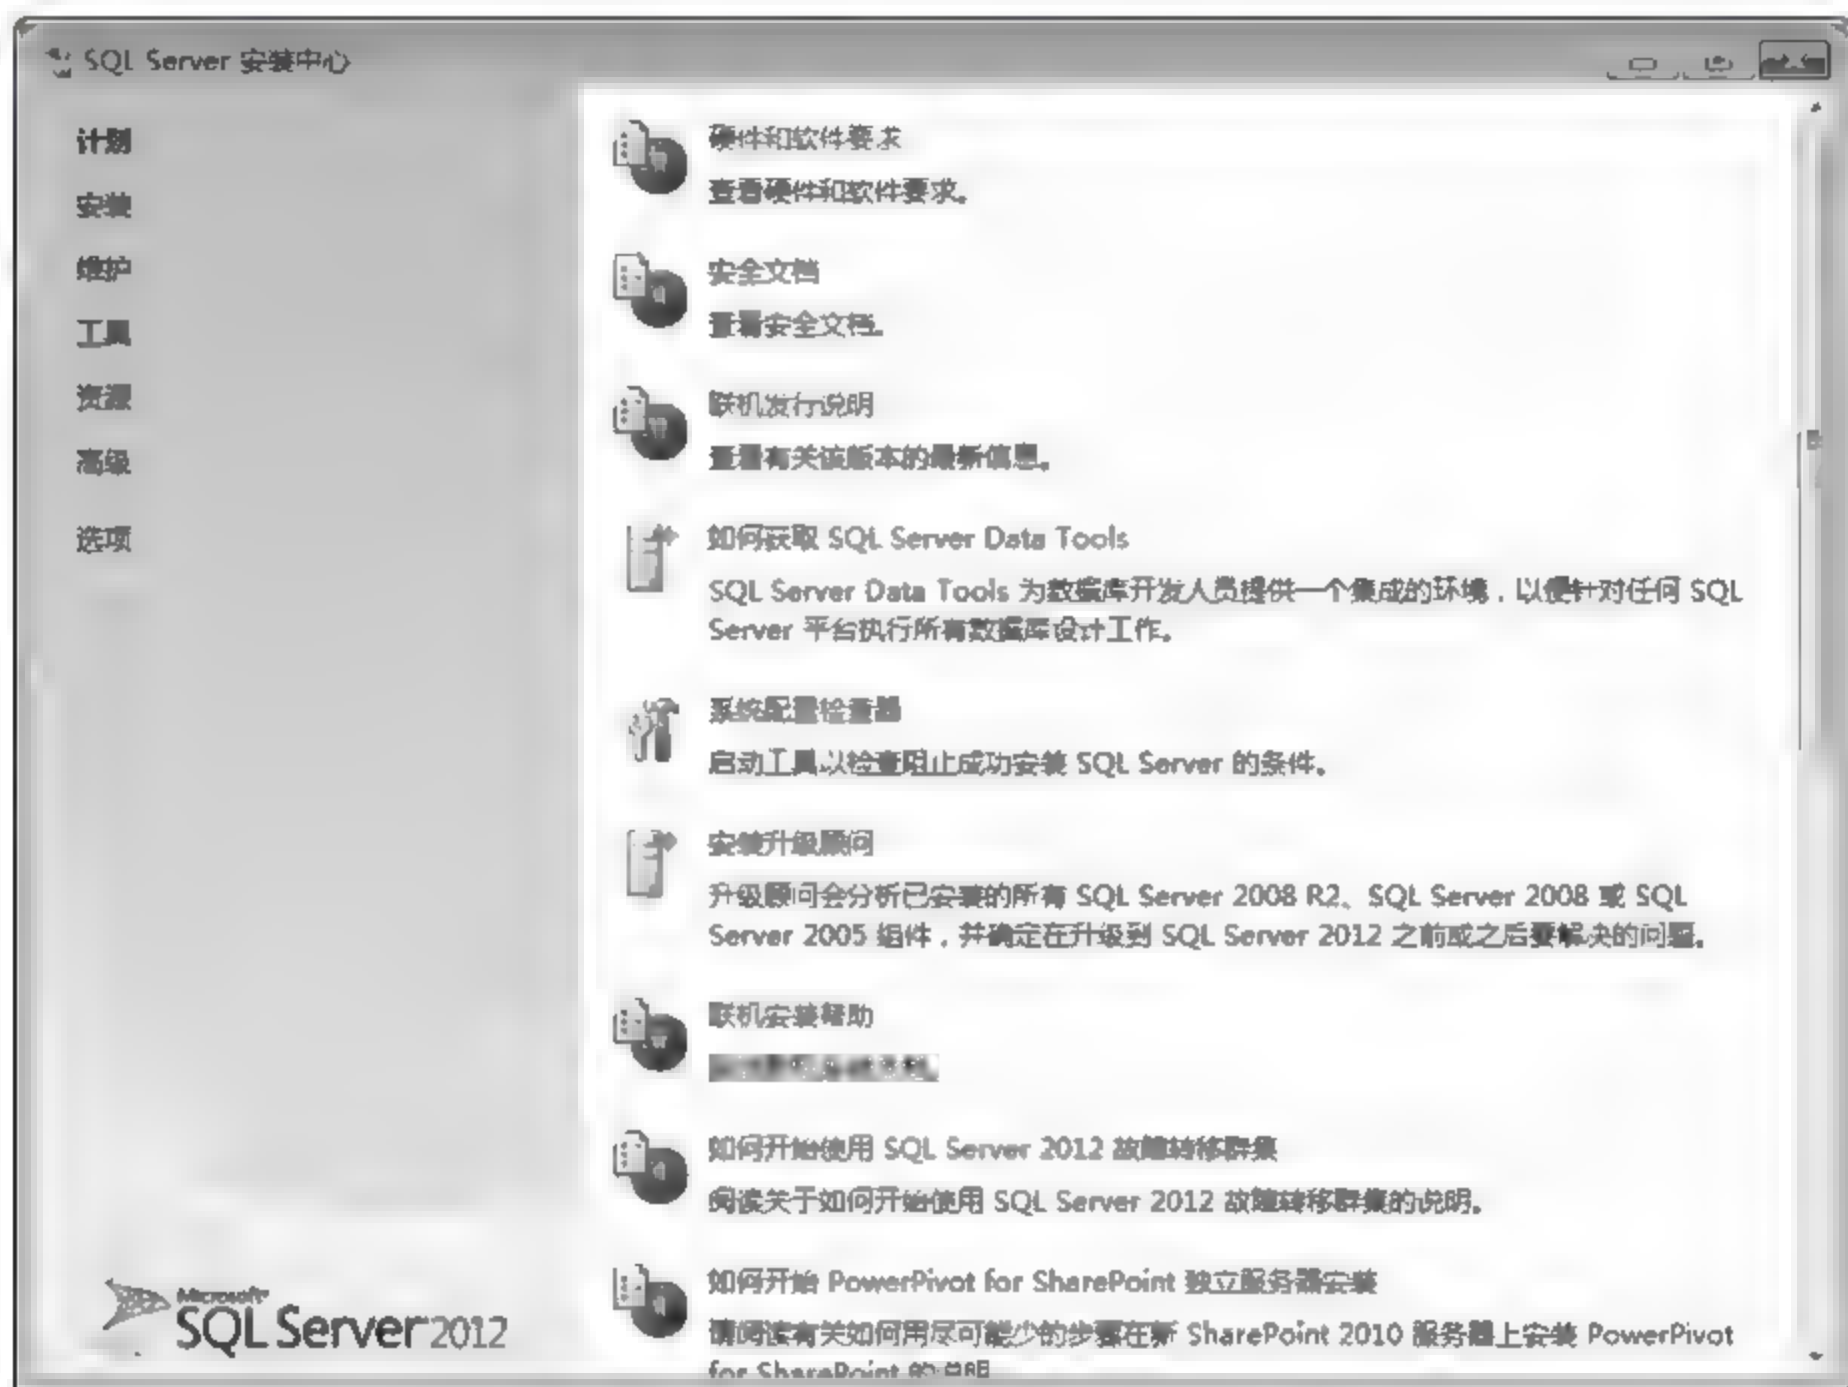 SQL Server 安装中心
计划
安装
维护
工具
资源
高级
选项
硬件和软件要求
查看硬件和软件要求。
安全文档
查看安全文档。
联机发行说明
查看有关该版本的最新信息。
如何获取 SQL Server Data Tools
SQL Server Data Tools 为数据库开发人员提供一个集成的环境，以便针对任何 SQL
Server 平台执行所有数据库设计工作。
系统配置检查器
启动工具以检查阻止成功安装 SQL Server 的条件。
安装升级顾问
升级顾问会分析已安装的所有 SQL Server 2008 R2、SQL Server 2008 或 SQL
Server 2005 组件，并确定在升级到 SQL Server 2012 之前或之后要解决的问题。
联机安装帮助
如何开始使用 SQL Server 2012 故障转移群集
阅读关于如何开始使用 SQL Server 2012 故障转移群集的说明。
如何开始 PowerPivot for SharePoint 独立服务器安装
请阅读有关如何用尽可能少的步骤在新 SharePoint 2010 服务器上安装 PowerPivot
for SharePoint 的说明
Microsoft
SQL Server 2012